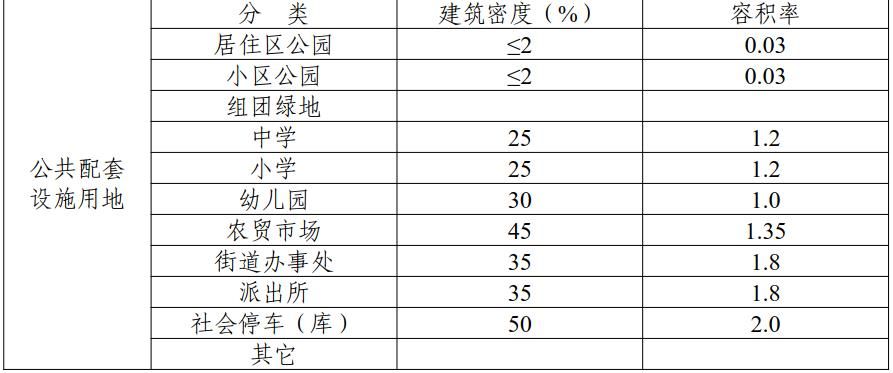 分 类 建筑密度（%） 容积率
居住区公园 ≤2 0.03
小区公园 ≤2 0.03
组团绿地
中学 25 1.2
公共配套
设施用地
小学 25 1.2
幼儿园 30 1.0
农贸市场 45 1.35
街道办事处 35 1.8
派出所 35 1.8
社会停车（库） 50 2.0
其它